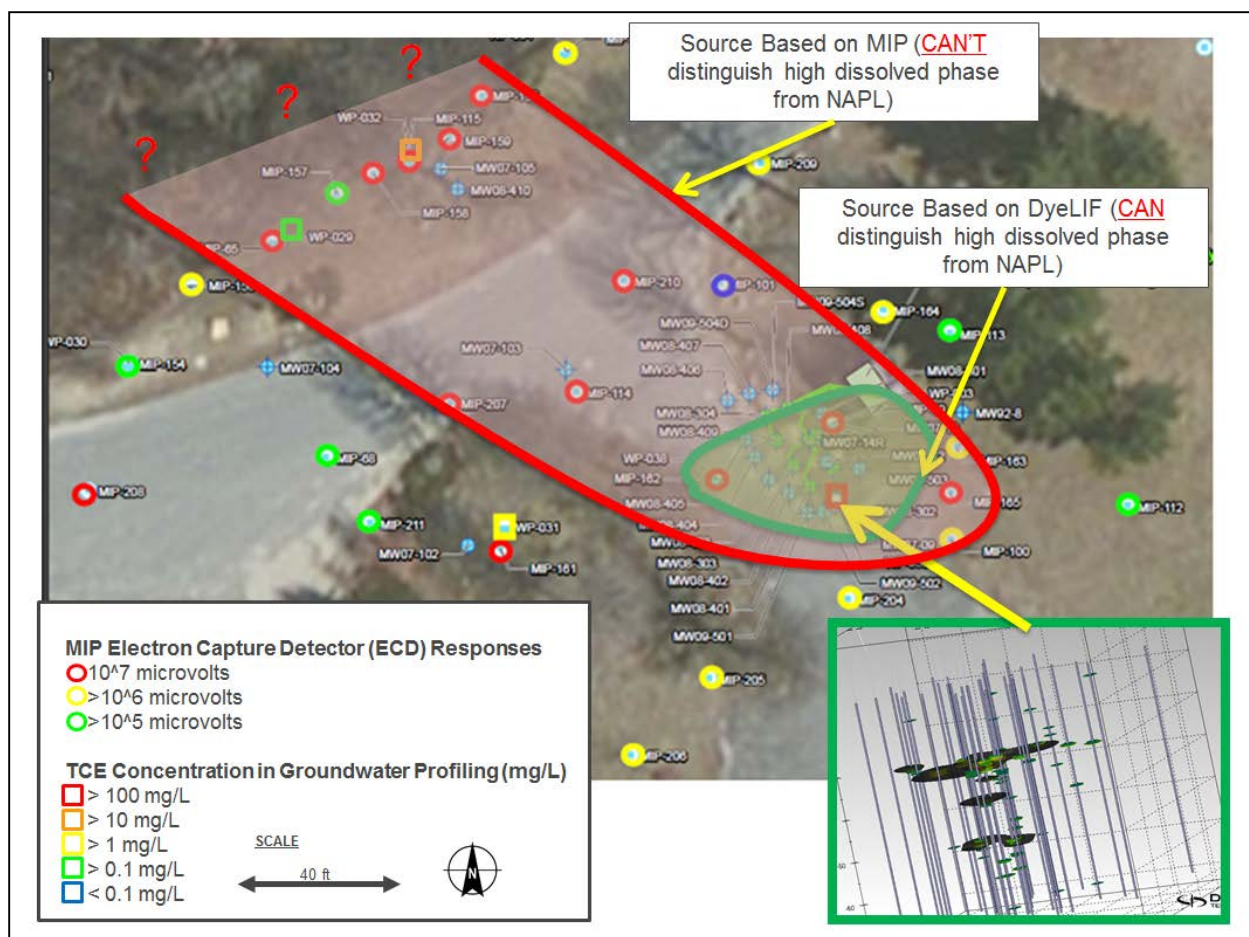 Source Based on MIP (CAN'T
distinguish high dissolved phase
from NAPL)
Source Based on DyeLIF (CAN
distinguish high dissolved phase
from NAPL)
?
?
?
WP-032
MIP-115
MIP-159
MW07-105
MIP-157
MW08-410
MIP-158
MIP-209
WP-029
MIP-65
MIP-210
MIP-101
MW09-504S
MW09-504D
MIP-164
MIP-113
MW08-407
WP-030
MIP-154
MW07-104
MW07-103
MW08-406
MIP-114
MIP-207
MW08-304
MW92-8
MW08-409
MW07-14R
MIP-68
WP-038
MIP-163
MIP-162
MIP-208
MIP-165
MIP-112
MW08-405
MIP-211
WP-031
MW08-404
MW07-102
MIP-161
MIP-100
MW08-303
MW09-502
MW08-402
MIP-204
MW08-401
MW09-501
MIP-205
MIP-206
MIP Electron Capture Detector (ECD) Responses
10^7 microvolts
>10^6 microvolts
>10^5 microvolts
TCE Concentration in Groundwater Profiling (mg/L)
> 100 mg/L
> 10 mg/L
> 1 mg/L
> 0.1 mg/L
< 0.1 mg/L
SCALE
40 ft
N